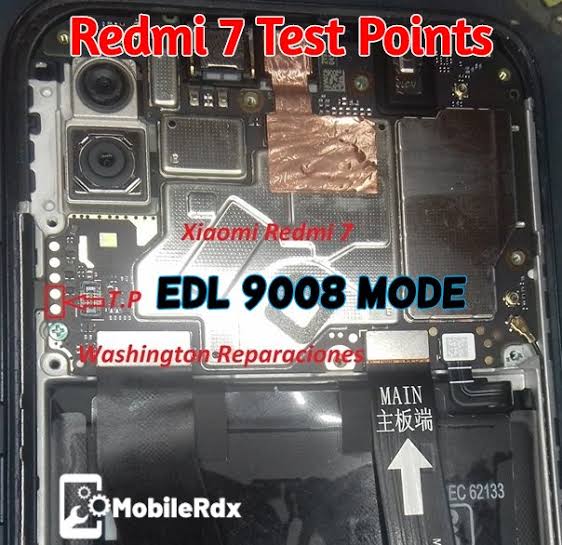 Redmi 7 Test Points
Xiaomi Redmi 7
T.P
EDL 9008 MODE
Washington Reparaciones
MAIN
主板端
EC 62133
MobileRdx